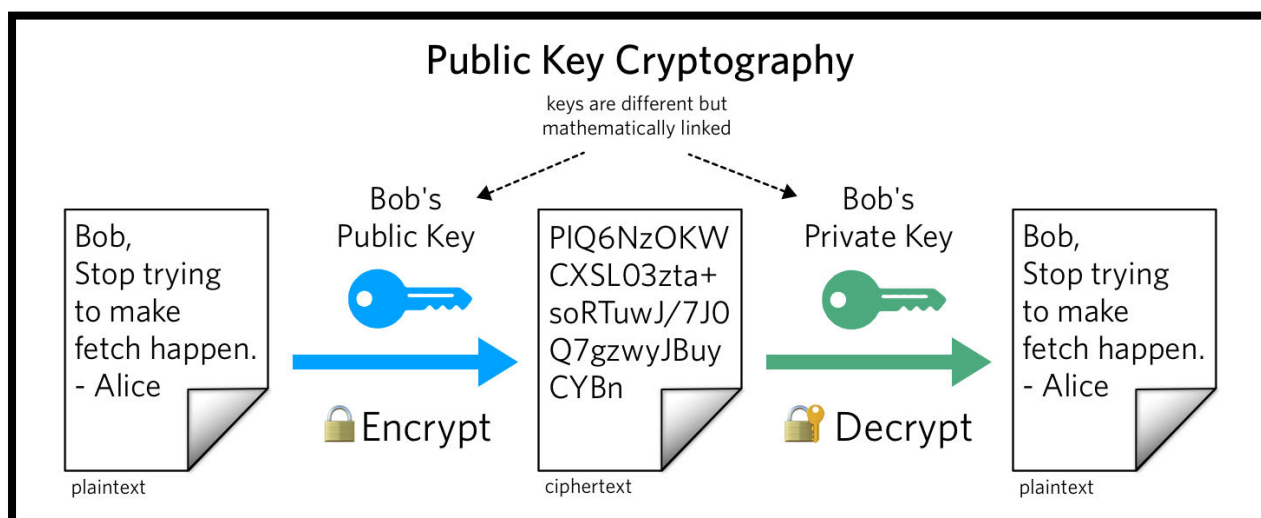 Public Key Cryptography
keys are different but
mathematically linked
Bob,
Stop trying
to make
fetch happen.
- Alice
plaintext
Bob's
Public Key
Encrypt
PlQ6NzOKW
CXSL03zta+
soRTuwJ/7J0
Q7gzwyJBuy
CYBn
ciphertext
Bob's
Private Key
Decrypt
Bob,
Stop trying
to make
fetch happen.
- Alice
plaintext